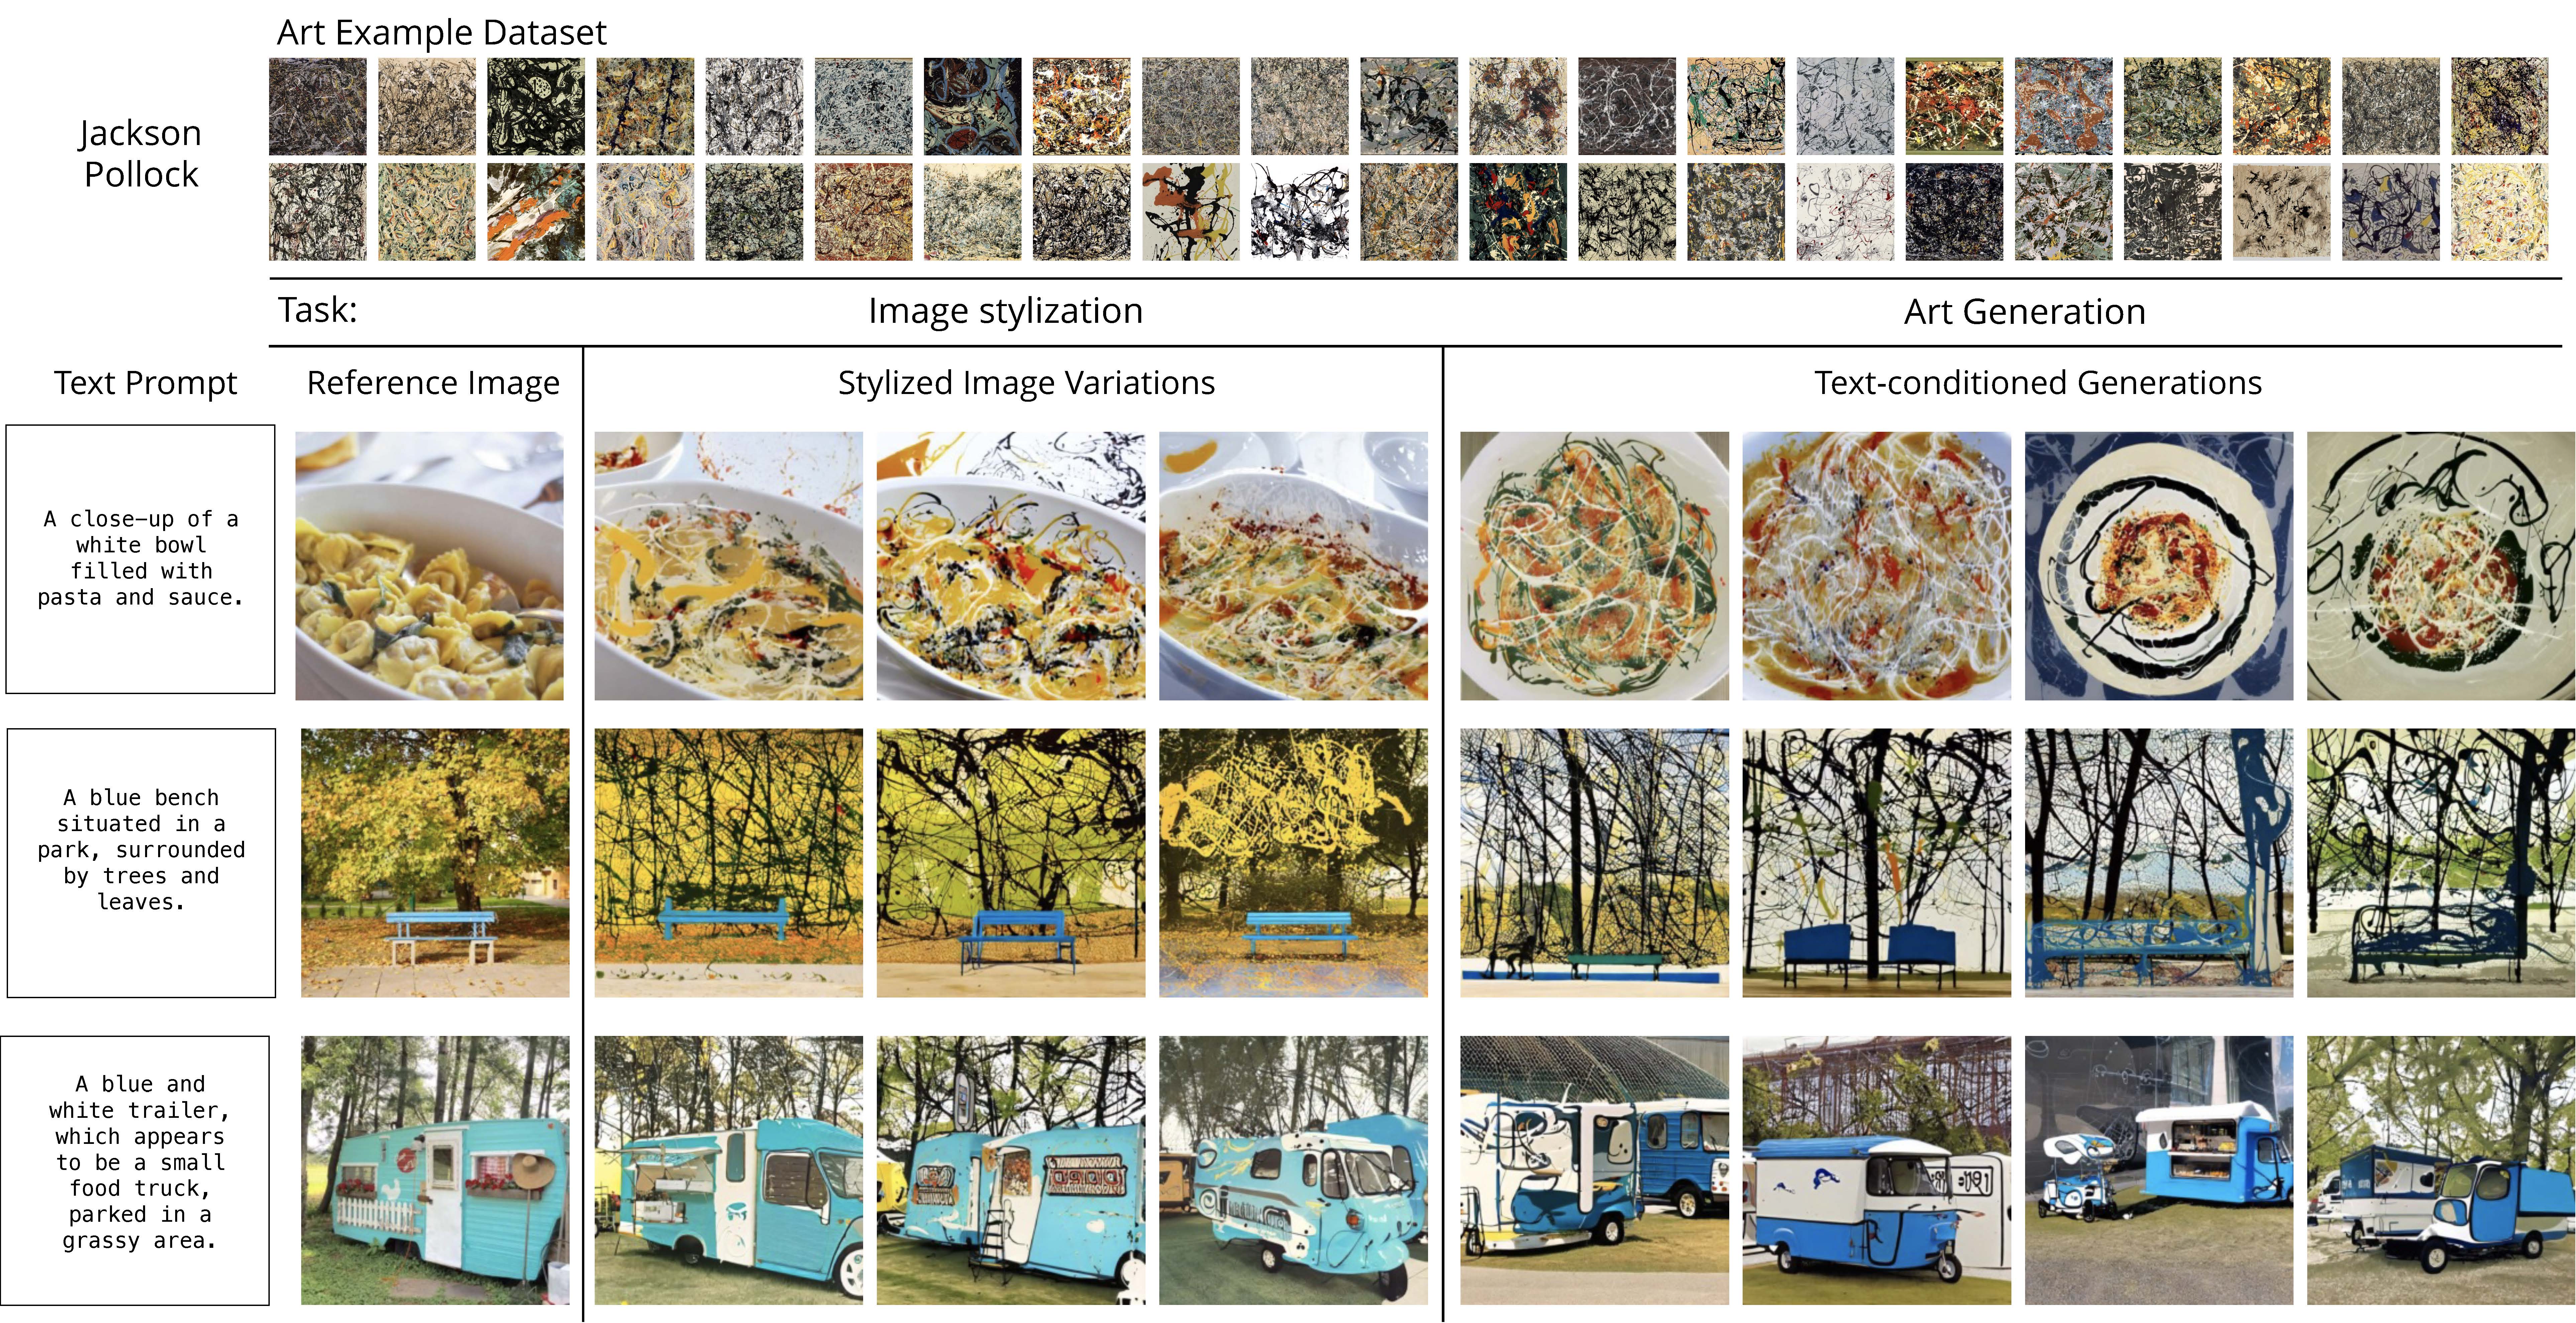 Art Example Dataset
Jackson
Pollock
Task:
Image stylization
Art Generation
Text Prompt
Reference Image
Stylized Image Variations
Text-conditioned Generations
A close-up of a
white bowl
filled with
pasta and sauce.
A blue bench
situated in a
park, surrounded
by trees and
leaves.
A blue and
white trailer,
which appears
to be a small
food truck,
parked in a
grassy area.